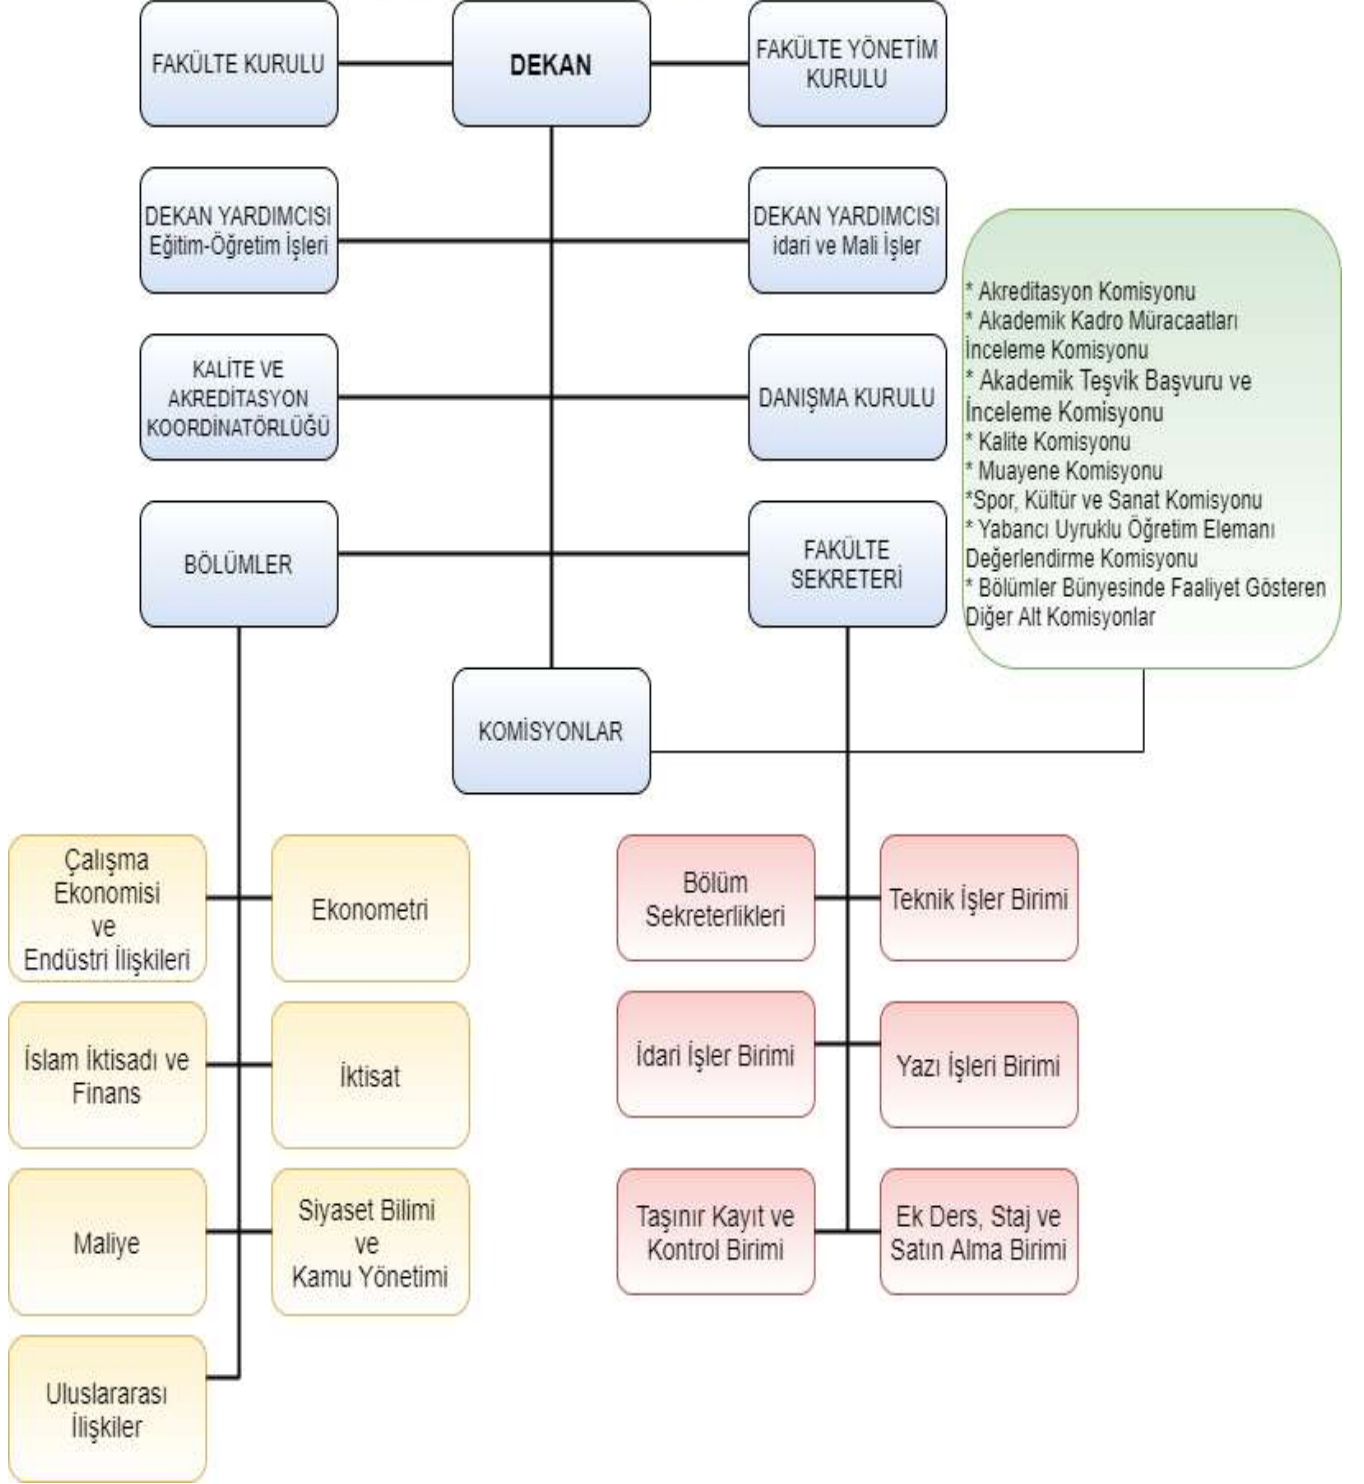 FAKÜLTE KURULU
DEKAN
FAKÜLTE YÖNETİM
KURULU
DEKAN YARDIMCISI
Eğitim-Öğretim İşleri
DEKAN YARDIMCISI
idari ve Mali İşler
KALİTE VE
AKREDİTASYON
KOORDİNATÖRLÜĞÜ
DANIŞMA KURULU
* Akreditasyon Komisyonu
* Akademik Kadro Müracaatları
İnceleme Komisyonu
* Akademik Teşvik Başvuru ve
İnceleme Komisyonu
* Kalite Komisyonu
* Muayene Komisyonu
*Spor, Kültür ve Sanat Komisyonu
* Yabancı Uyruklu Öğretim Elemanı
Değerlendirme Komisyonu
* Bölümler Bünyesinde Faaliyet Gösteren
Diğer Alt Komisyonlar
BÖLÜMLER
FAKÜLTE
SEKRETERİ
KOMİSYONLAR
Çalışma
Ekonomisi
ve
Endüstri İlişkileri
Ekonometri
Bölüm
Sekreterlikleri
Teknik İşler Birimi
İslam İktisadı ve
Finans
İktisat
İdari İşler Birimi
Yazı İşleri Birimi
Maliye
Siyaset Bilimi
ve
Kamu Yönetimi
Taşınır Kayıt ve
Kontrol Birimi
Ek Ders, Staj ve
Satın Alma Birimi
Uluslararası
İlişkiler